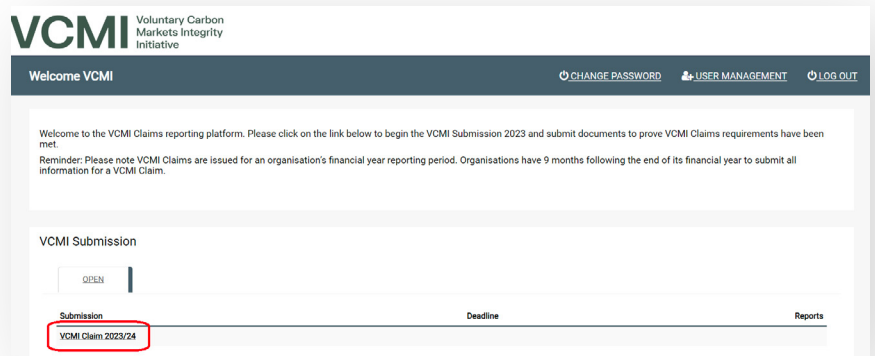 VCMI
Voluntary Carbon
Markets Integrity
Initiative
Welcome VCMI
CHANGE PASSWORD
USER MANAGEMENT
LOG OUT
Welcome to the VCMI Claims reporting platform. Please click on the link below to begin the VCMI Submission 2023 and submit documents to prove VCMI Claims requirements have been
met.
Reminder: Please note VCMI Claims are issued for an organisation's financial year reporting period. Organisations have 9 months following the end of its financial year to submit all
information for a VCMI Claim.
VCMI Submission
OPEN
Submission Deadline Reports
VCMI Claim 2023/24